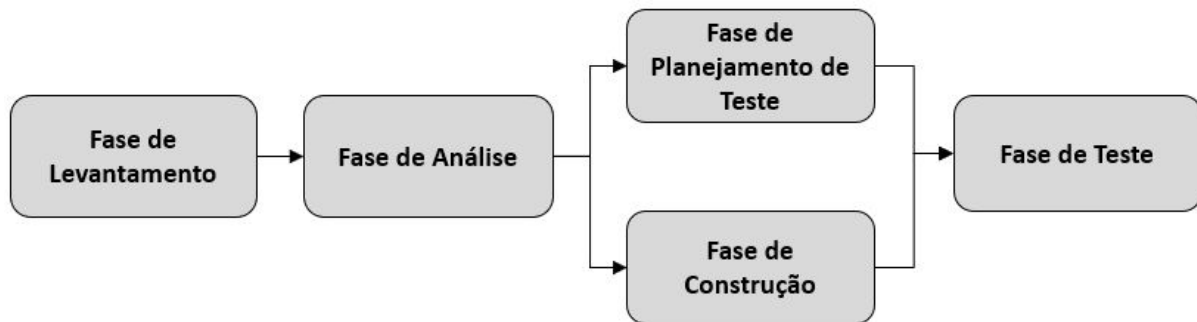 Fase de
Levantamento
Fase de Análise
Fase de
Planejamento de
Teste
Fase de
Construção
Fase de Teste